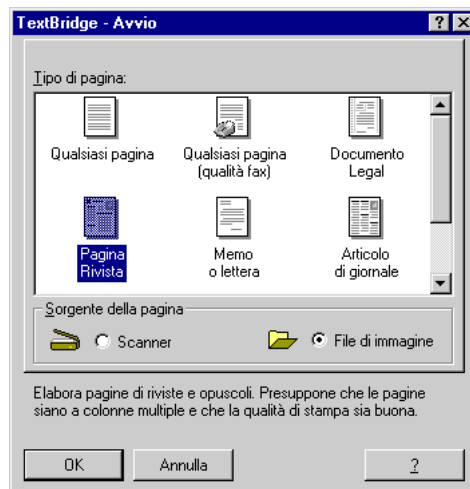 TextBridge - Avvio
Tipo di pagina:
Qualsiasi pagina
Qualsiasi pagina
(qualità fax)
Documento
Legal
Pagina
Rivista
Memo
o lettera
Articolo
di giornale
Sorgente della pagina
Scanner
File di immagine
Elabora pagine di riviste e opuscoli. Presuppone che le pagine
siano a colonne multiple e che la qualità di stampa sia buona.
OK
Annulla
?